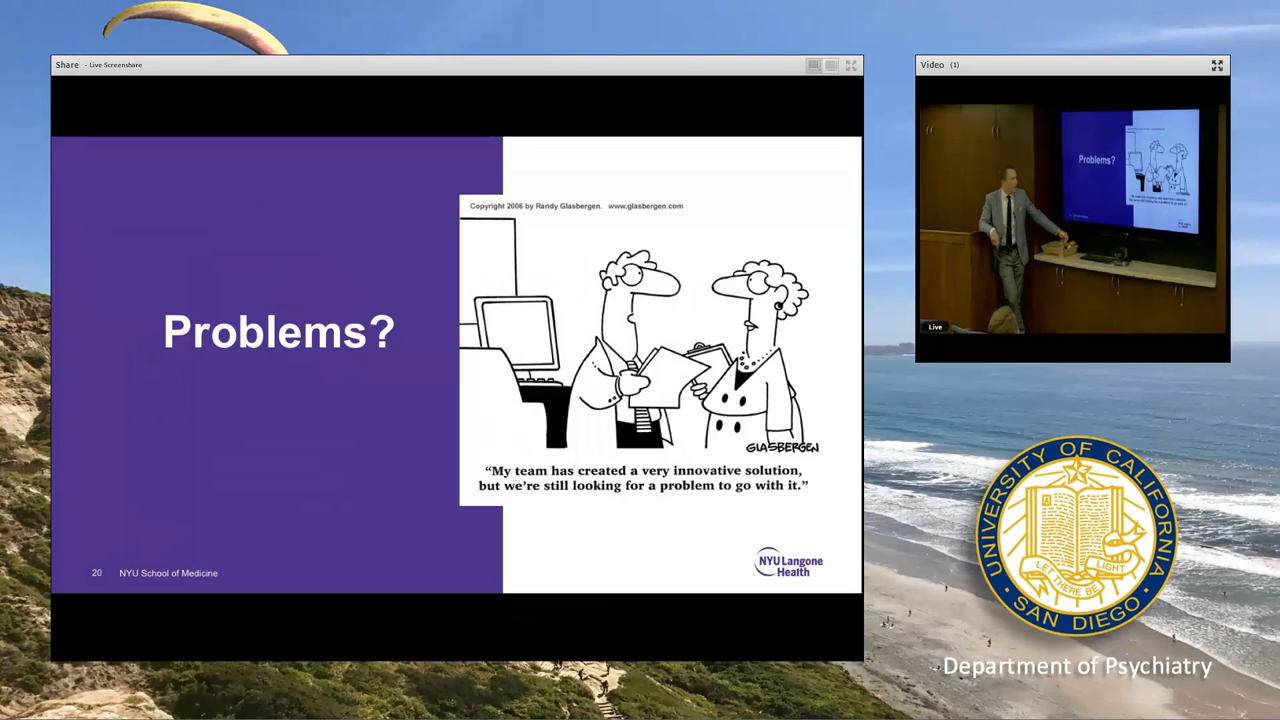 Share - Live Screenshare
Copyright 2006 by Randy Glasbergen. www.glasbergen.com
Problems?
GLASBERGEN
“My team has created a very innovative solution,
but we’re still looking for a problem to go with it.”
20 NYU School of Medicine
NYU Langone
Health
Video (1)
Problems?
Live
UNIVERSITY OF CALIFORNIA
LET THERE BE LIGHT
SAN DIEGO
Department of Psychiatry